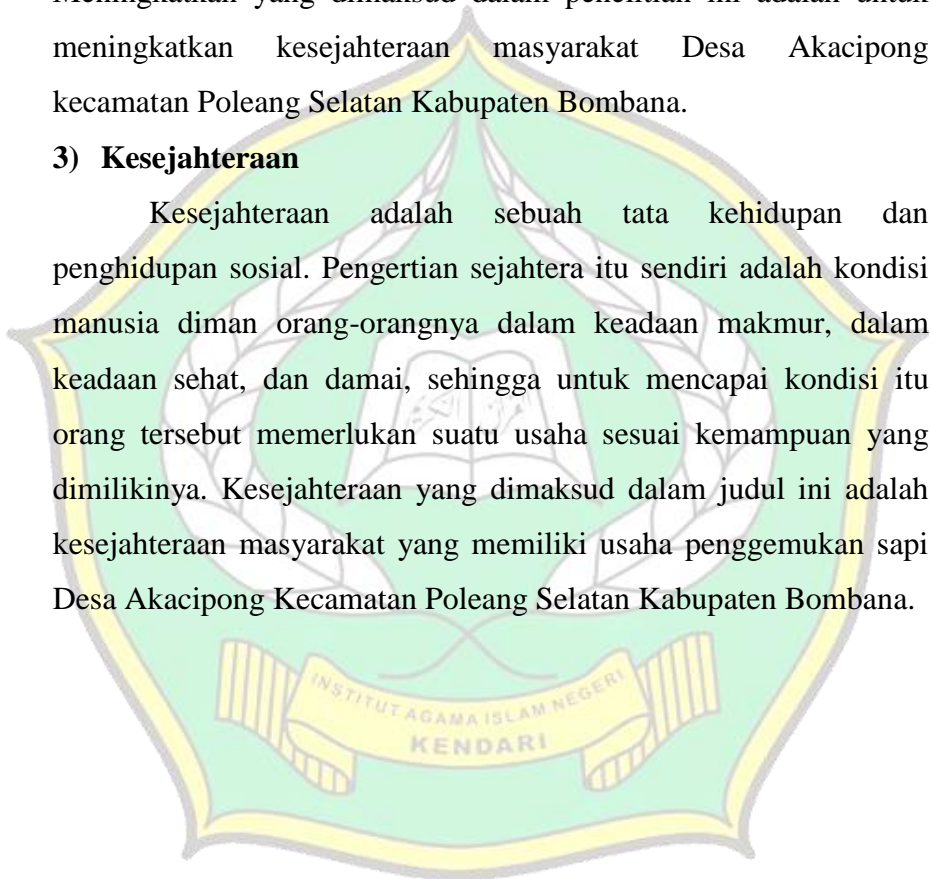 Meningkatkan yang dimaksud dalam penelitian ini adalah untuk
meningkatkan kesejahteraan masyarakat Desa Akacipong
kecamatan Poleang Selatan Kabupaten Bombana.
3) Kesejahteraan
Kesejahteraan adalah sebuah tata kehidupan dan
penghidupan sosial. Pengertian sejahtera itu sendiri adalah kondisi
manusia diman orang-orangnya dalam keadaan makmur, dalam
keadaan sehat, dan damai, sehingga untuk mencapai kondisi itu
orang tersebut memerlukan suatu usaha sesuai kemampuan yang
dimilikinya. Kesejahteraan yang dimaksud dalam judul ini adalah
kesejahteraan masyarakat yang memiliki usaha penggemukan sapi
Desa Akacipong Kecamatan Poleang Selatan Kabupaten Bombana.
INSTITUT AGAMA ISLAM NEGERI
KENDARI